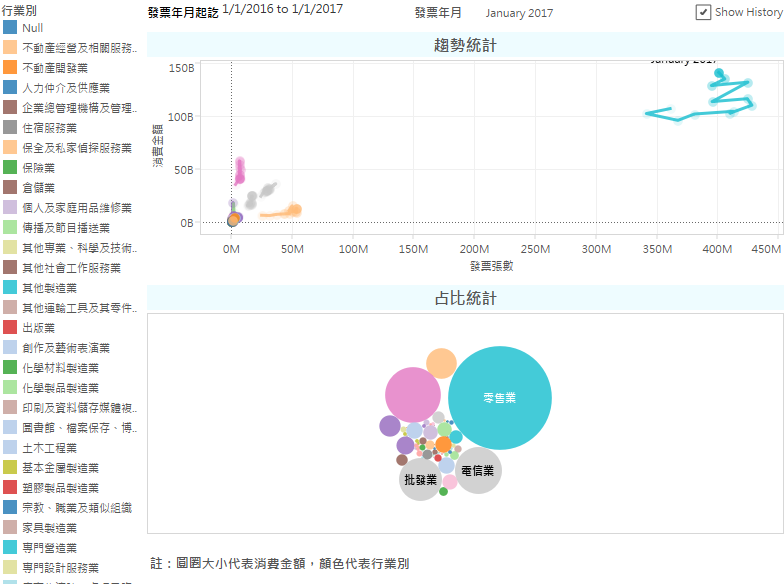 行業別
發票年月起訖 1/1/2016 to 1/1/2017
發票年月 January 2017
Show History
Null
不動產經營及相關服務..
不動產開發業
人力仲介及供應業
企業總管理機構及管理..
住宿服務業
保全及私家偵探服務業
保險業
倉儲業
個人及家庭用品維修業
傳播及節目播送業
其他專業、科學及技術..
其他社會工作服務業
其他製造業
其他運輸工具及其零件..
出版業
創作及藝術表演業
化學材料製造業
化學製品製造業
印刷及資料儲存媒體複..
圖書館、檔案保存、博..
土木工程業
基本金屬製造業
塑膠製品製造業
宗教、職業及類似組織
家具製造業
專門營造業
專門設計服務業
趨勢統計
January 2017
消費金額
150B
100B
50B
0B
0M 50M 100M 150M 200M 250M 300M 350M 400M 450M
發票張數
占比統計
零售業
電信業
批發業
註：圓圈大小代表消費金額，顏色代表行業別